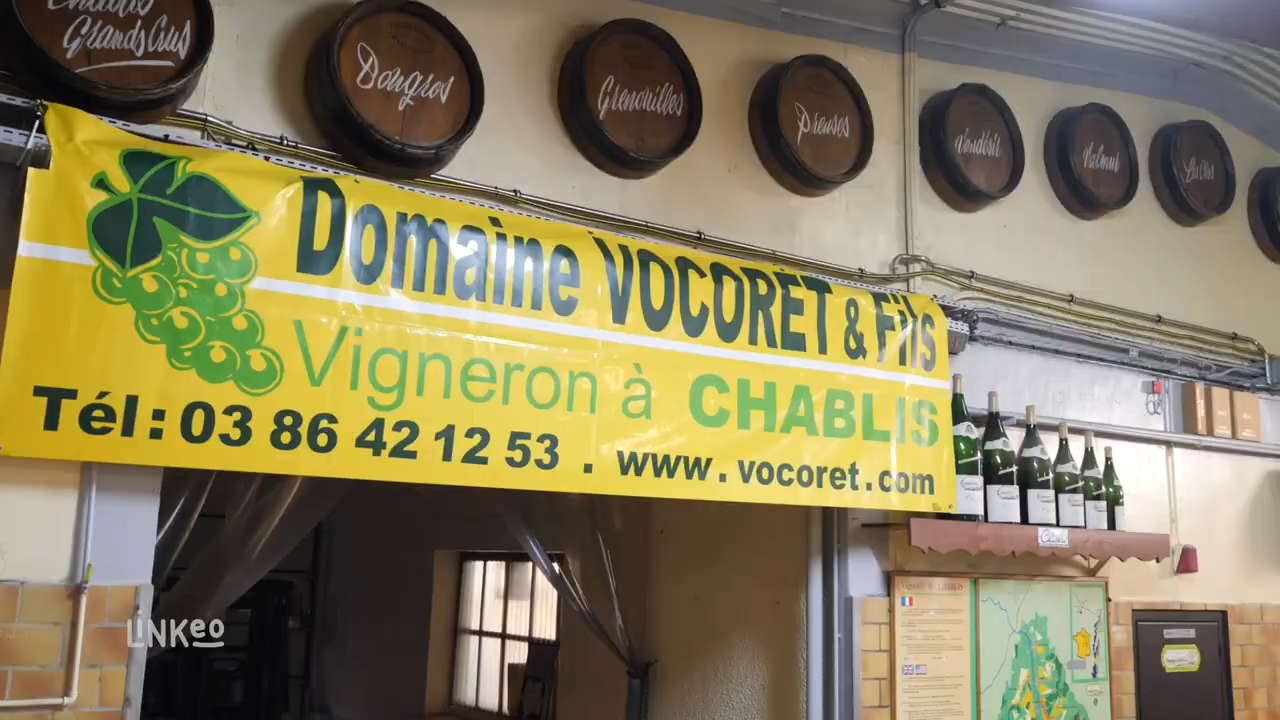 Chablis
Grands Crus
Bougros
Grenouilles
Preuses
Vaudésir
Valmur
Les Clos
Domaine VOCORET & Fils
Vigneron à CHABLIS
Tél: 03 86 42 12 53 . www.vocoret.com
Chablis
LiNKeo